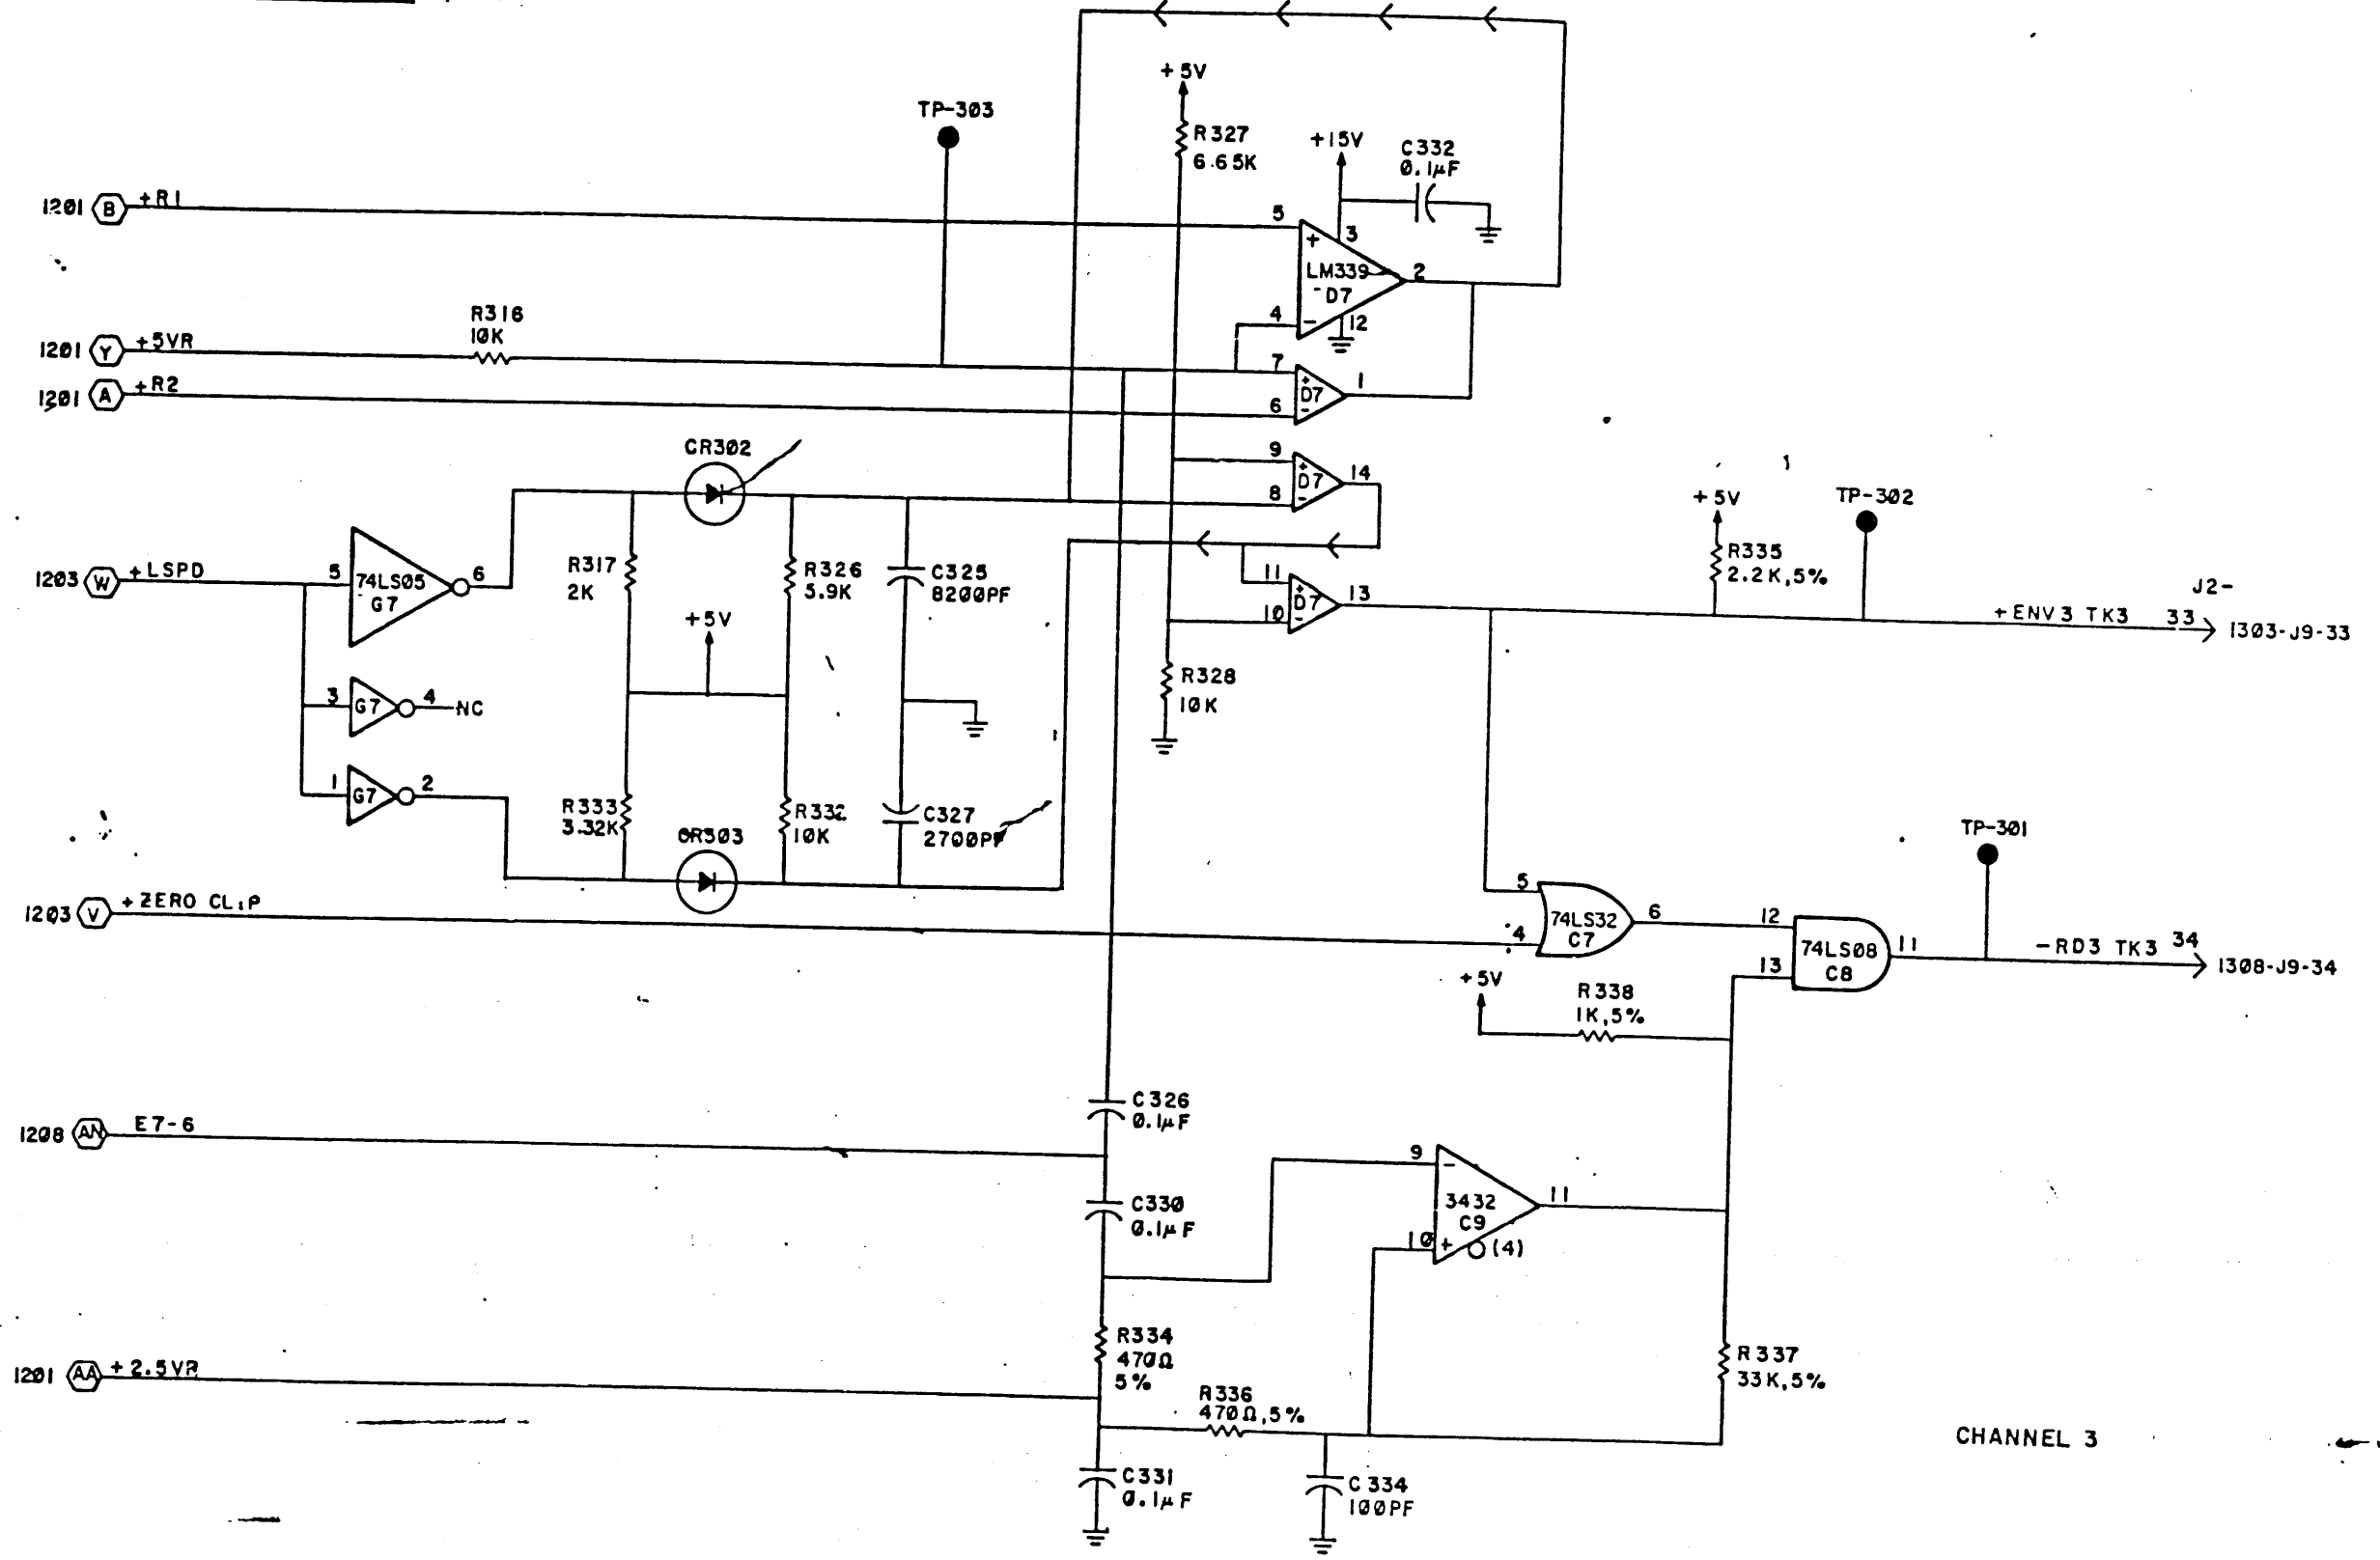 +5V
TP-303
R327
6.65K
+15V
C332
0.1µF
1201 B +R1
5
+
3
LM339
D7
2
4
-
12
R316
10K
1201 Y +5VR
7
+
D7
-
1
1201 A +R2
6
CR302
9
+
D7
-
14
8
+5V
TP-302
R317
2K
R326
5.9K
C325
8200PF
R335
2.2K,5%
1203 W +LSPD
5
74LS05
G7
6
11
+
D7
-
13
10
J2-
+ENV3 TK3 33
1303-J9-33
+5V
R328
10K
3
G7
4
NC
1
G7
2
R333
3.32K
CR303
R332
10K
C327
2700PF
TP-301
1203 V +ZERO CLIP
5
74LS32
C7
6
4
12
74LS08
C8
11
13
-RD3 TK3 34
1308-J9-34
+5V
R338
1K,5%
C326
0.1µF
1208 AN E7-6
C330
0.1µF
9
-
3432
C9
11
10
+
(4)
R334
470Ω
5%
1201 AA +2.5VR
R336
470Ω,5%
R337
33K,5%
CHANNEL 3
C331
0.1µF
C334
100PF